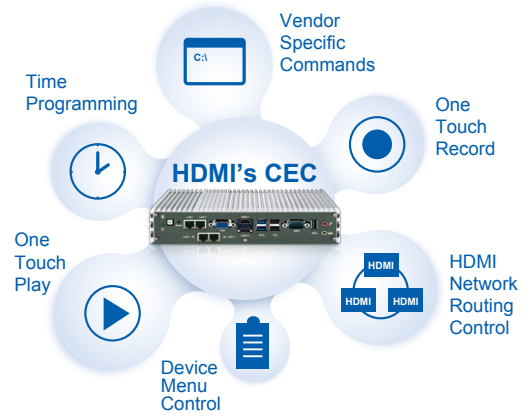 Vendor
Specific
Commands
C:\
Time
Programming
One
Touch
Record
HDMI's CEC
One
Touch
Play
HDMI
HDMI
HDMI
HDMI
Network
Routing
Control
Device
Menu
Control